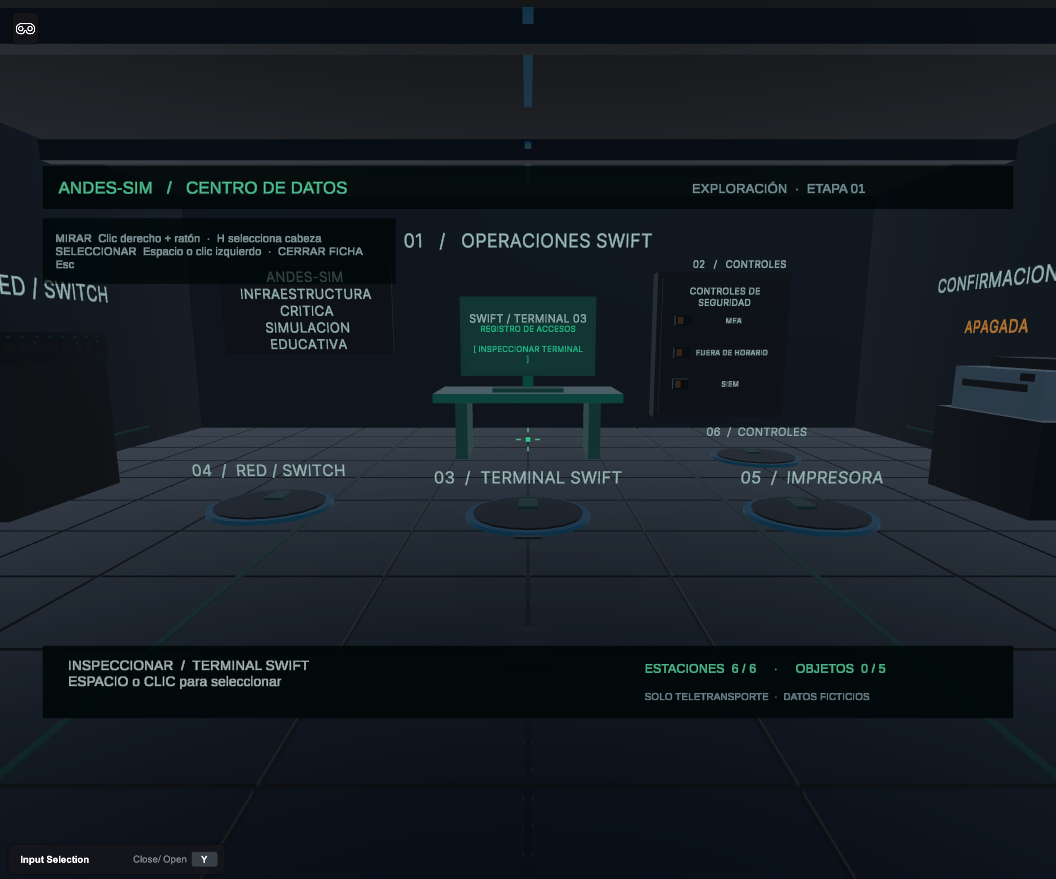 ANDES-SIM / CENTRO DE DATOS
EXPLORACIÓN · ETAPA 01
MIRAR Clic derecho + ratón · H selecciona cabeza
SELECCIONAR Espacio o clic izquierdo · CERRAR FICHA
Esc
01 / OPERACIONES SWIFT
02 / CONTROLES
ED / SWITCH
ANDES-SIM
INFRAESTRUCTURA
CRITICA
SIMULACION
EDUCATIVA
SWIFT / TERMINAL 03
REGISTRO DE ACCESOS
[ INSPECCIONAR TERMINAL
]
CONTROLES DE
SEGURIDAD
MFA
FUERA DE HORARIO
SIEM
CONFIRMACION
APAGADA
06 / CONTROLES
04 / RED / SWITCH
03 / TERMINAL SWIFT
05 / IMPRESORA
INSPECCIONAR / TERMINAL SWIFT
ESPACIO o CLIC para seleccionar
ESTACIONES 6 / 6 · OBJETOS 0 / 5
SOLO TELETRANSPORTE · DATOS FICTICIOS
Input Selection Close/ Open Y